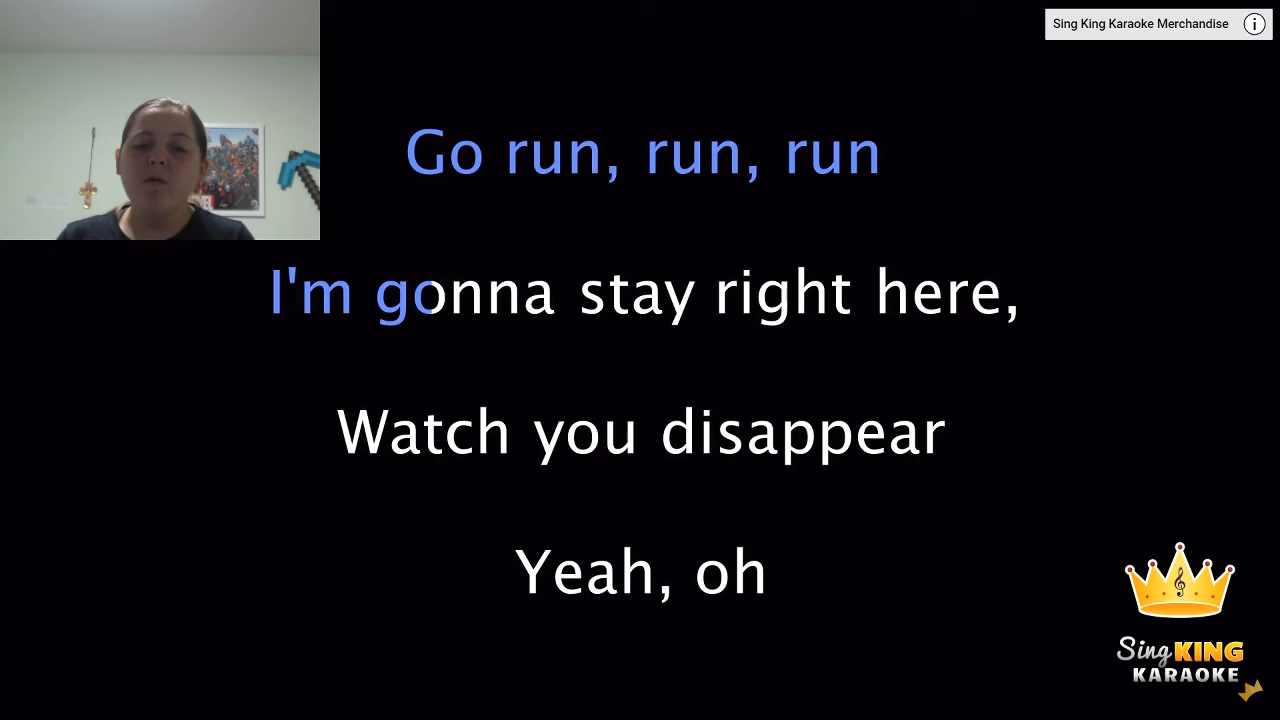 Sing King Karaoke Merchandise
Go run, run, run
I'm gonna stay right here,
Watch you disappear
Yeah, oh
Sing KING
KARAOKE